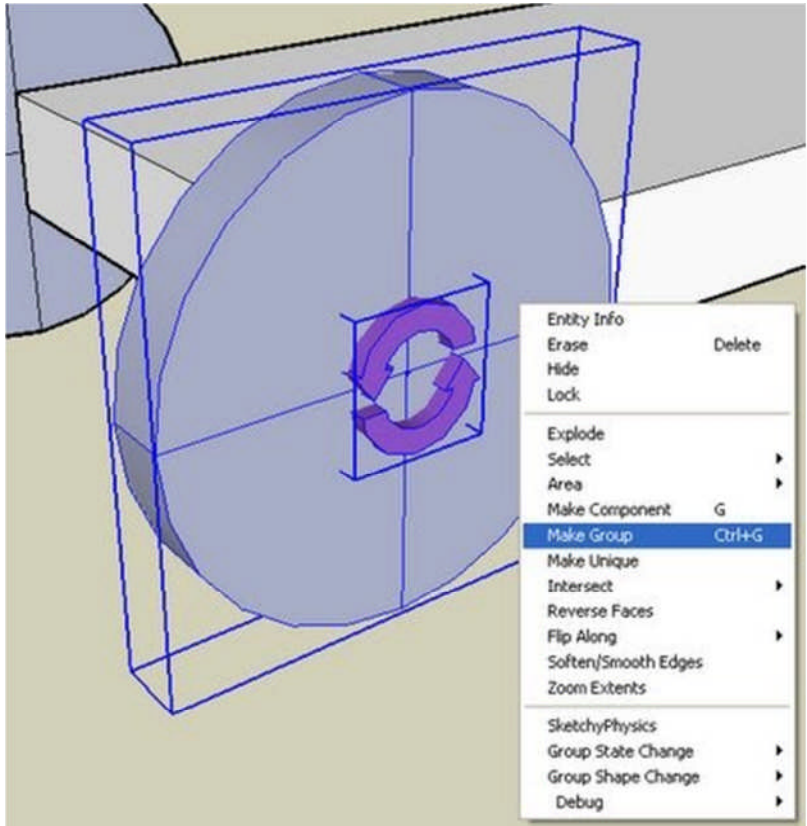 Entity Info
Erase Delete
Hide
Lock
Explode
Select
Area
Make Component G
Make Group Ctrl+G
Make Unique
Intersect
Reverse Faces
Flip Along
Soften/Smooth Edges
Zoom Extents
SketchyPhysics
Group State Change
Group Shape Change
Debug